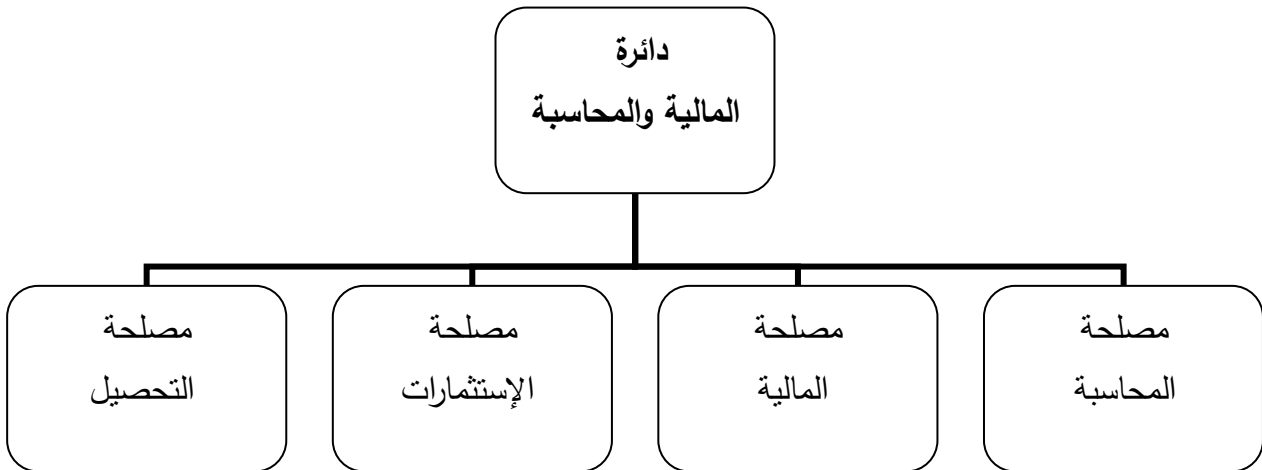 دائرة
المالية والمحاسبة
مصلحة
المحاسبة
مصلحة
المالية
مصلحة
الإستثمارات
مصلحة
التحصيل